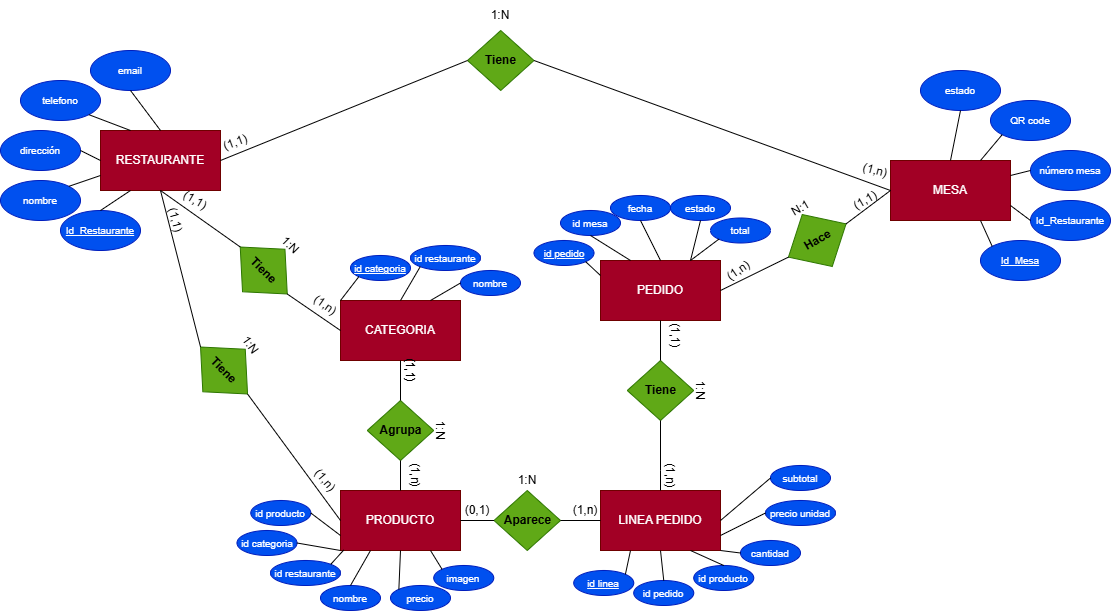 1:N
Tiene
email
telefono
dirección
nombre
Id_Restaurante
RESTAURANTE
(1,1)
(1,1)
(1,1)
(1,n)
estado
QR code
número mesa
Id_Restaurante
Id_Mesa
MESA
(1,1)
N:1
Hace
(1,n)
id mesa
fecha
estado
total
id pedido
PEDIDO
1:N
Tiene
(1,n)
id categoria
id restaurante
nombre
CATEGORIA
1:N
Tiene
(1,n)
(1,1)
Agrupa
1:N
(1,n)
(1,1)
Tiene
1:N
(1,n)
PRODUCTO
(0,1)
1:N
Aparece
(1,n)
LINEA PEDIDO
id producto
id categoria
id restaurante
nombre
precio
imagen
subtotal
precio unidad
cantidad
id producto
id pedido
id linea